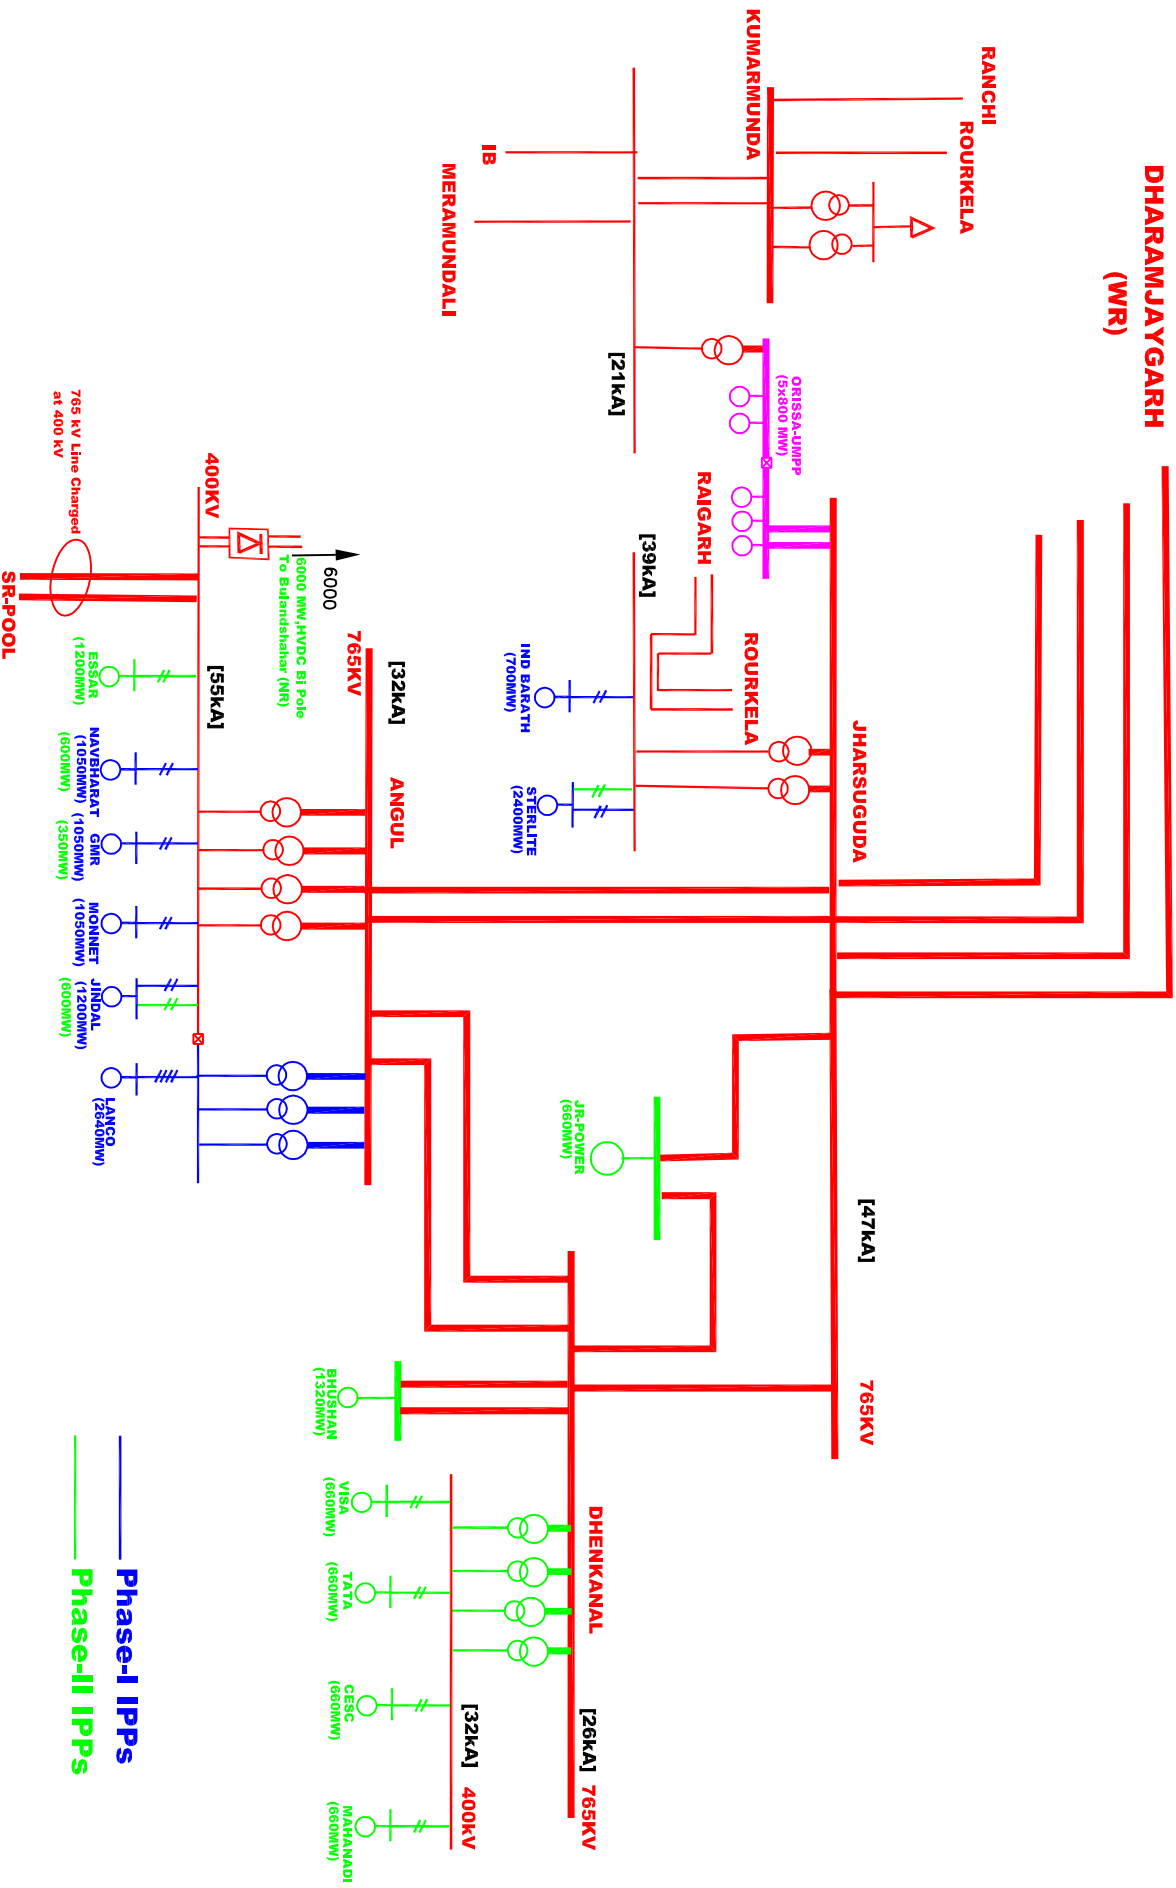 DHARAMJAYGARH
(WR)
RANCHI
ROURKELA
KUMARMUNDA
IB
MERAMUNDALI
[21kA]
ORISSA-UMPP
(5x800 MW)
RAIGARH
ROURKELA
[39kA]
IND BARATH
(700MW)
STERLITE
(2400MW)
JHARSUGUDA
[47kA]
765KV
400KV
765 kV Line Charged
at 400 kV
SR-POOL
6000
6000 MW,HVDC Bi Pole
To Bulandshahar (NR)
765KV
[32kA]
ANGUL
[55kA]
ESSAR
(1200MW)
NAVBHARAT
(1050MW)
(600MW)
GMR
(1050MW)
(350MW)
MONNET
(1050MW)
JINDAL
(1200MW)
(600MW)
LANCO
(2640MW)
JR-POWER
(660MW)
BHUSHAN
(1320MW)
DHENKANAL
[26kA]
765KV
VISA
(660MW)
TATA
(660MW)
CESC
(660MW)
MAHANADI
(660MW)
[32kA]
400kV
Phase-I IPPs
Phase-II IPPs